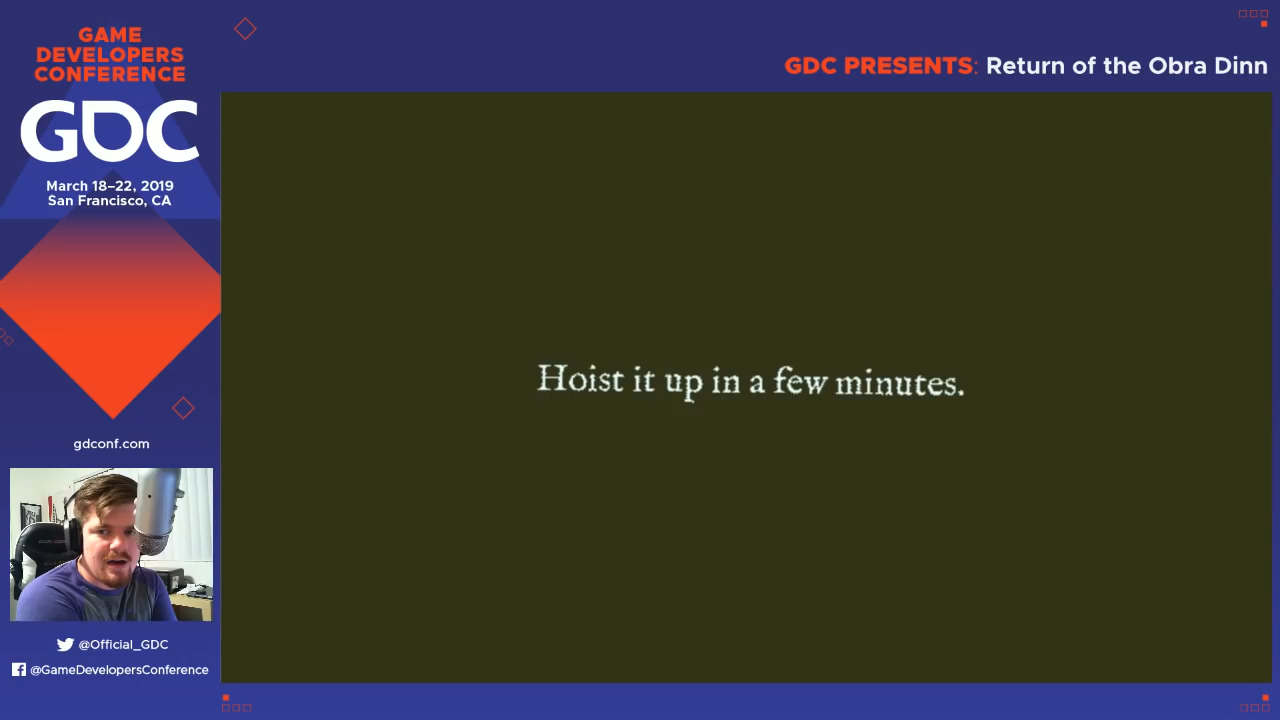 GAME
DEVELOPERS
CONFERENCE
GDC
March 18–22, 2019
San Francisco, CA
gdconf.com
@Official_GDC
@GameDevelopersConference
GDC PRESENTS: Return of the Obra Dinn
Hoist it up in a few minutes.